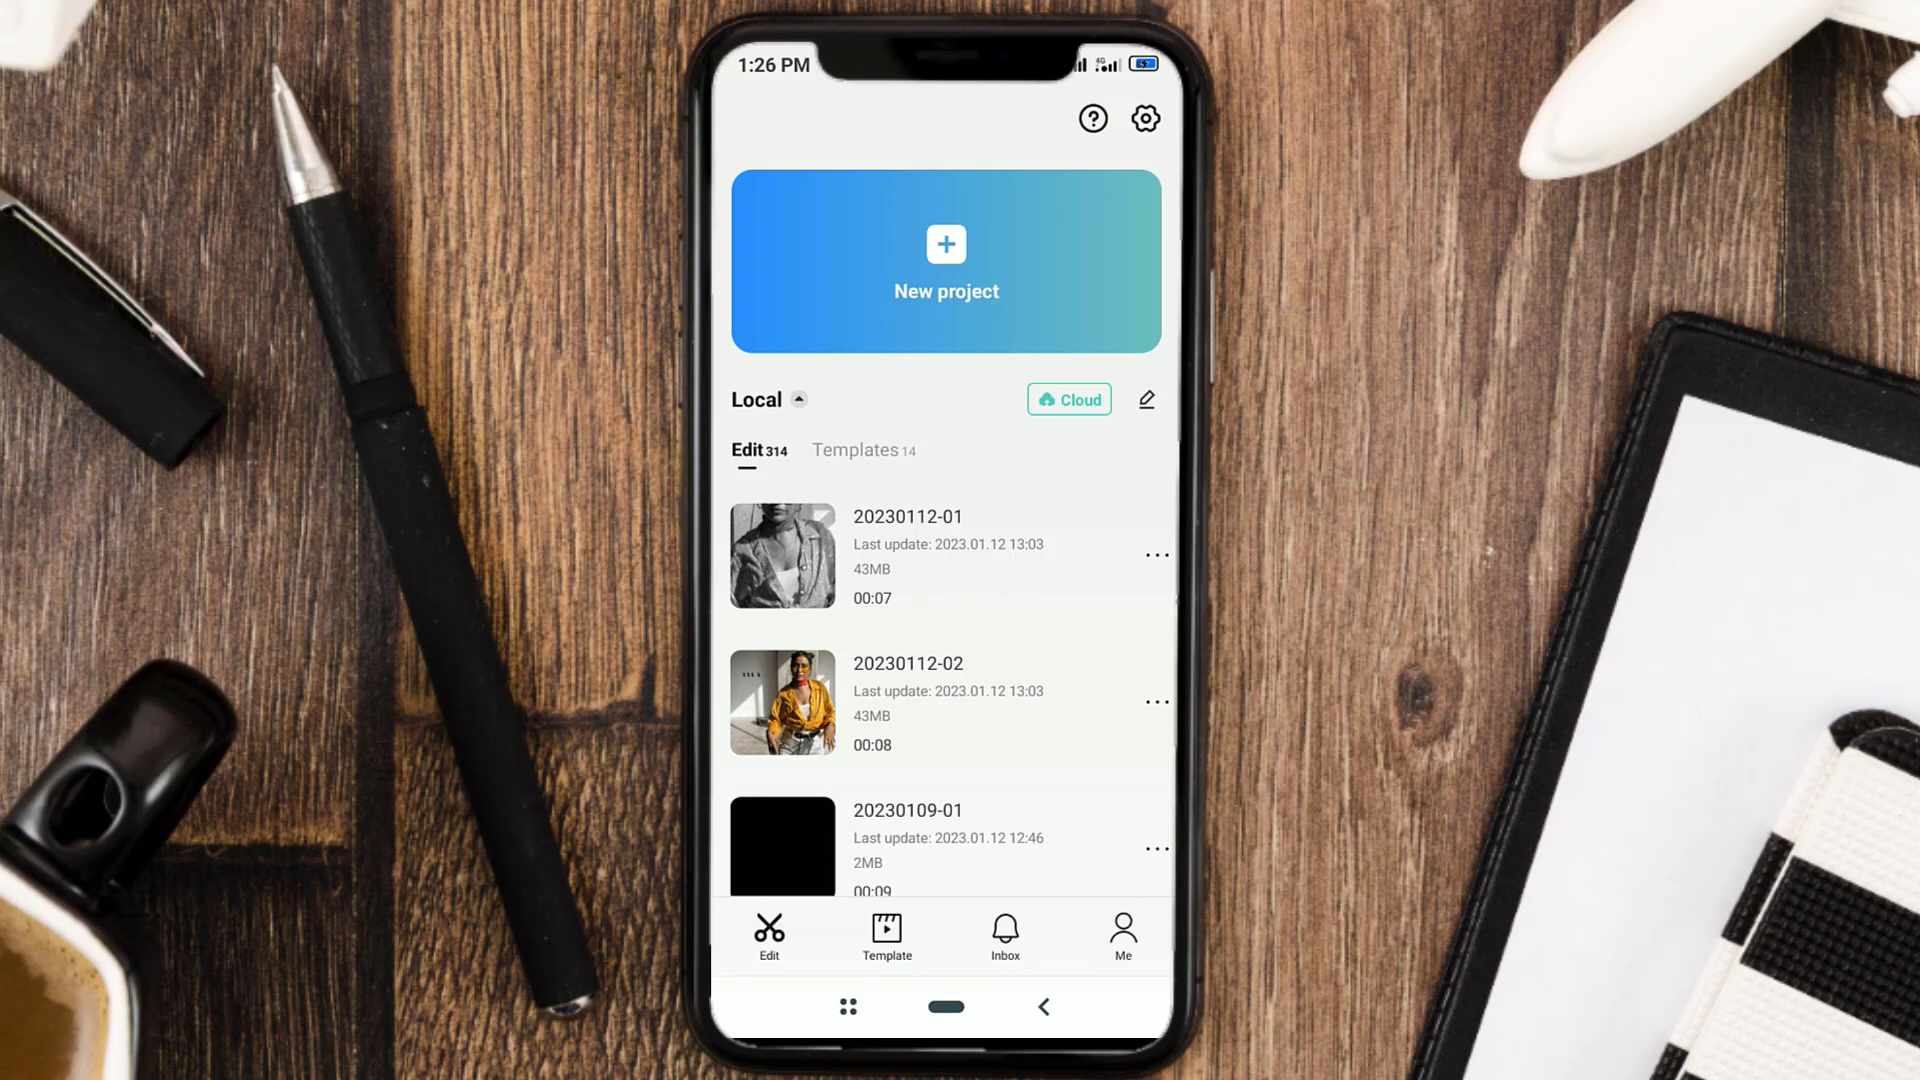 1:26 PM
4G
New project
Local
Cloud
Edit 314
Templates 14
20230112-01
Last update: 2023.01.12 13:03
43MB
00:07
20230112-02
Last update: 2023.01.12 13:03
43MB
00:08
20230109-01
Last update: 2023.01.12 12:46
2MB
00:09
Edit
Template
Inbox
Me